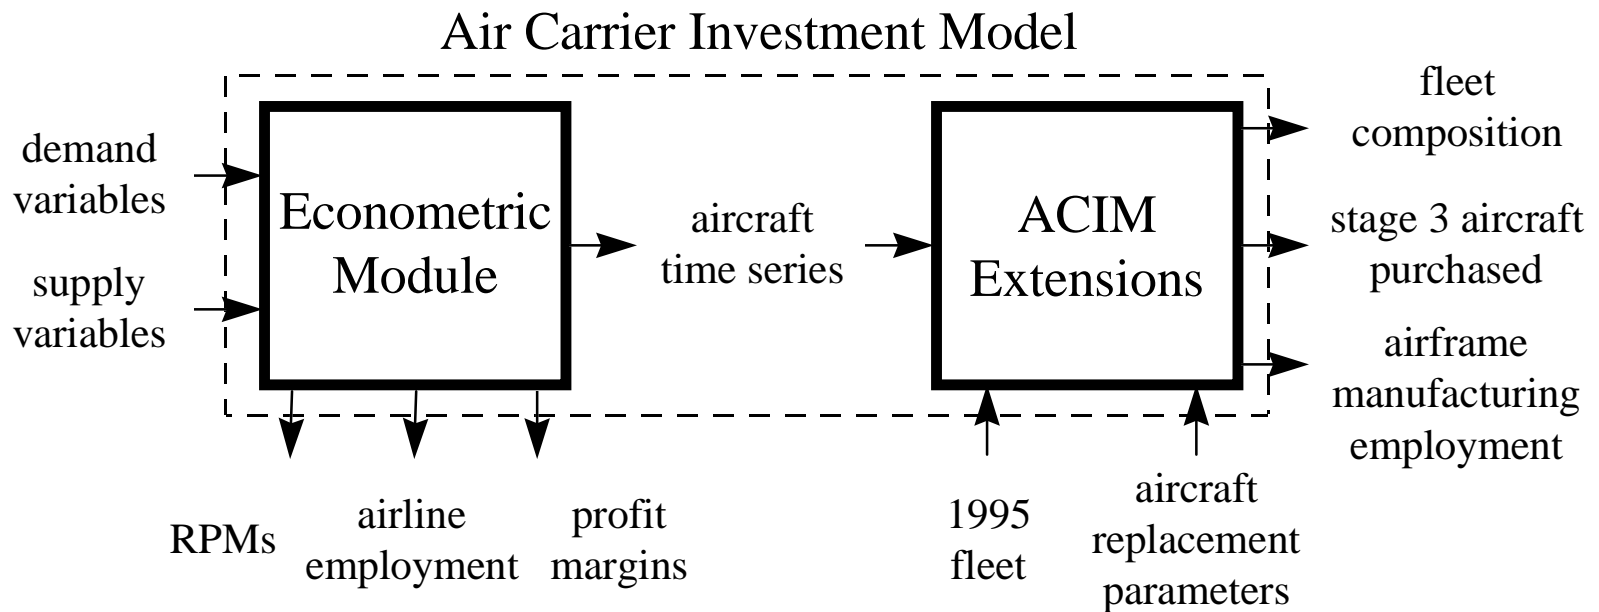 Air Carrier Investment Model
demand
variables
supply
variables
Econometric
Module
aircraft
time series
ACIM
Extensions
fleet
composition
stage 3 aircraft
purchased
airframe
manufacturing
employment
RPMs
airline
employment
profit
margins
1995
fleet
aircraft
replacement
parameters